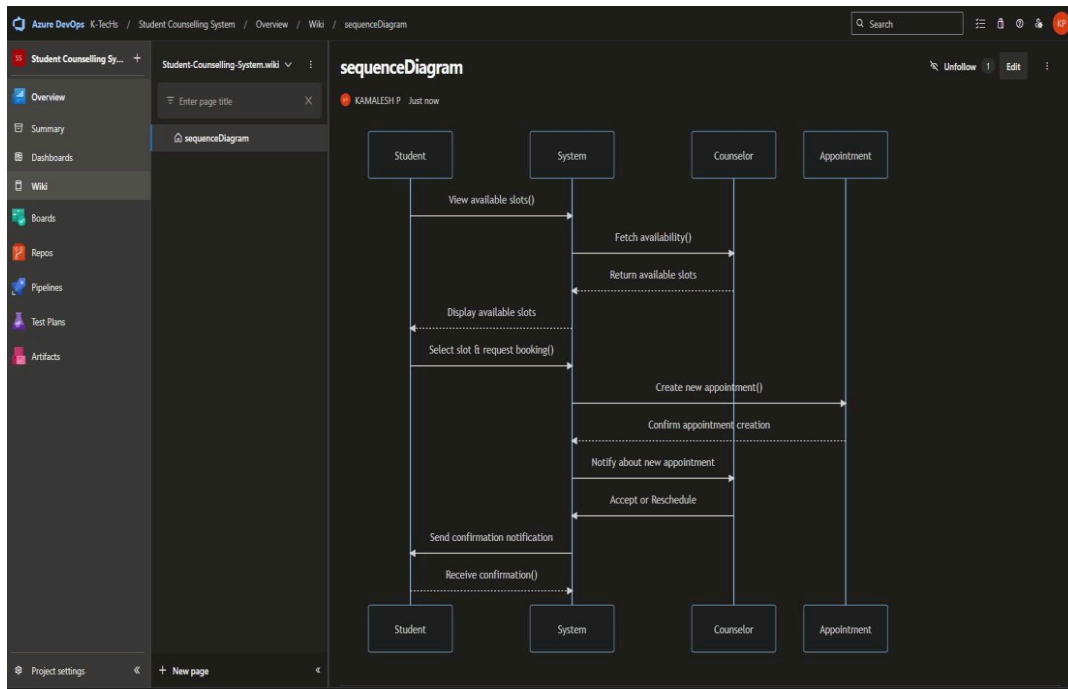 Azure DevOps K-TecHs / Student Counselling System / Overview / Wiki / sequenceDiagram
Search
KP
SS Student Counselling Sy... +
Overview
Summary
Dashboards
Wiki
Boards
Repos
Pipelines
Test Plans
Artifacts
Project settings
Student-Counselling-System.wiki
Enter page title
sequenceDiagram
+ New page
sequenceDiagram
Unfollow 1 Edit
KAMALESH P Just now
Student System Counselor Appointment
View available slots()
Fetch availability()
Return available slots
Display available slots
Select slot & request booking()
Create new appointment()
Confirm appointment creation
Notify about new appointment
Accept or Reschedule
Send confirmation notification
Receive confirmation()
Student System Counselor Appointment